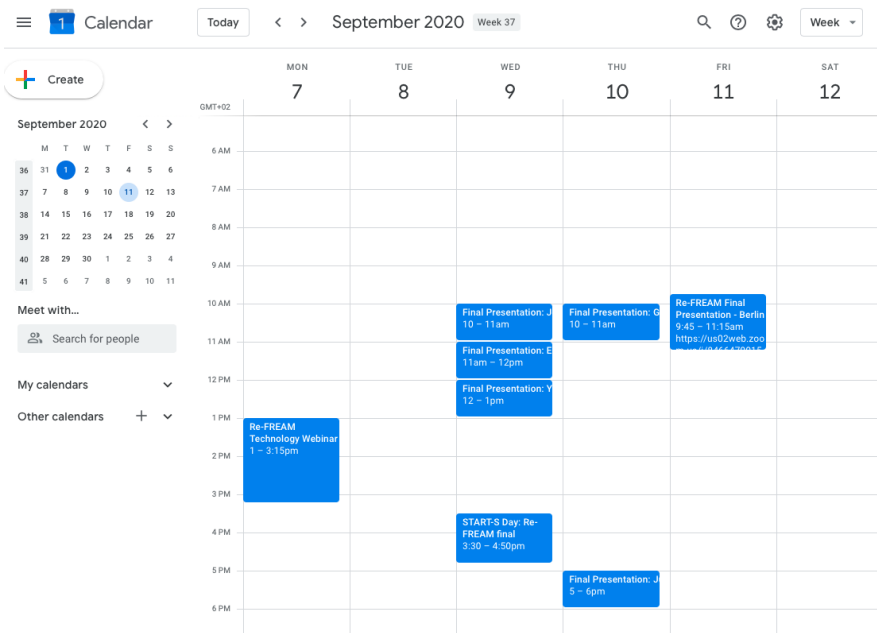 1 Calendar Today September 2020 Week 37 Week
Create
September 2020
M T W T F S S
36 31 1 2 3 4 5 6
37 7 8 9 10 11 12 13
38 14 15 16 17 18 19 20
39 21 22 23 24 25 26 27
40 28 29 30 1 2 3 4
41 5 6 7 8 9 10 11
Meet with...
Search for people
My calendars
Other calendars
MON TUE WED THU FRI SAT
7 8 9 10 11 12
GMT+02
6 AM
7 AM
8 AM
9 AM
10 AM
11 AM
12 PM
1 PM
2 PM
3 PM
4 PM
5 PM
6 PM
Re-FREAM
Technology Webinar
1 – 3:15pm
Final Presentation: J
10 – 11am
Final Presentation: E
11am – 12pm
Final Presentation: Y
12 – 1pm
START-S Day: Re-
FREAM final
3:30 – 4:50pm
Final Presentation: G
10 – 11am
Final Presentation: J
5 – 6pm
Re-FREAM Final
Presentation - Berlin
9:45 – 11:15am
https://us02web.zoo